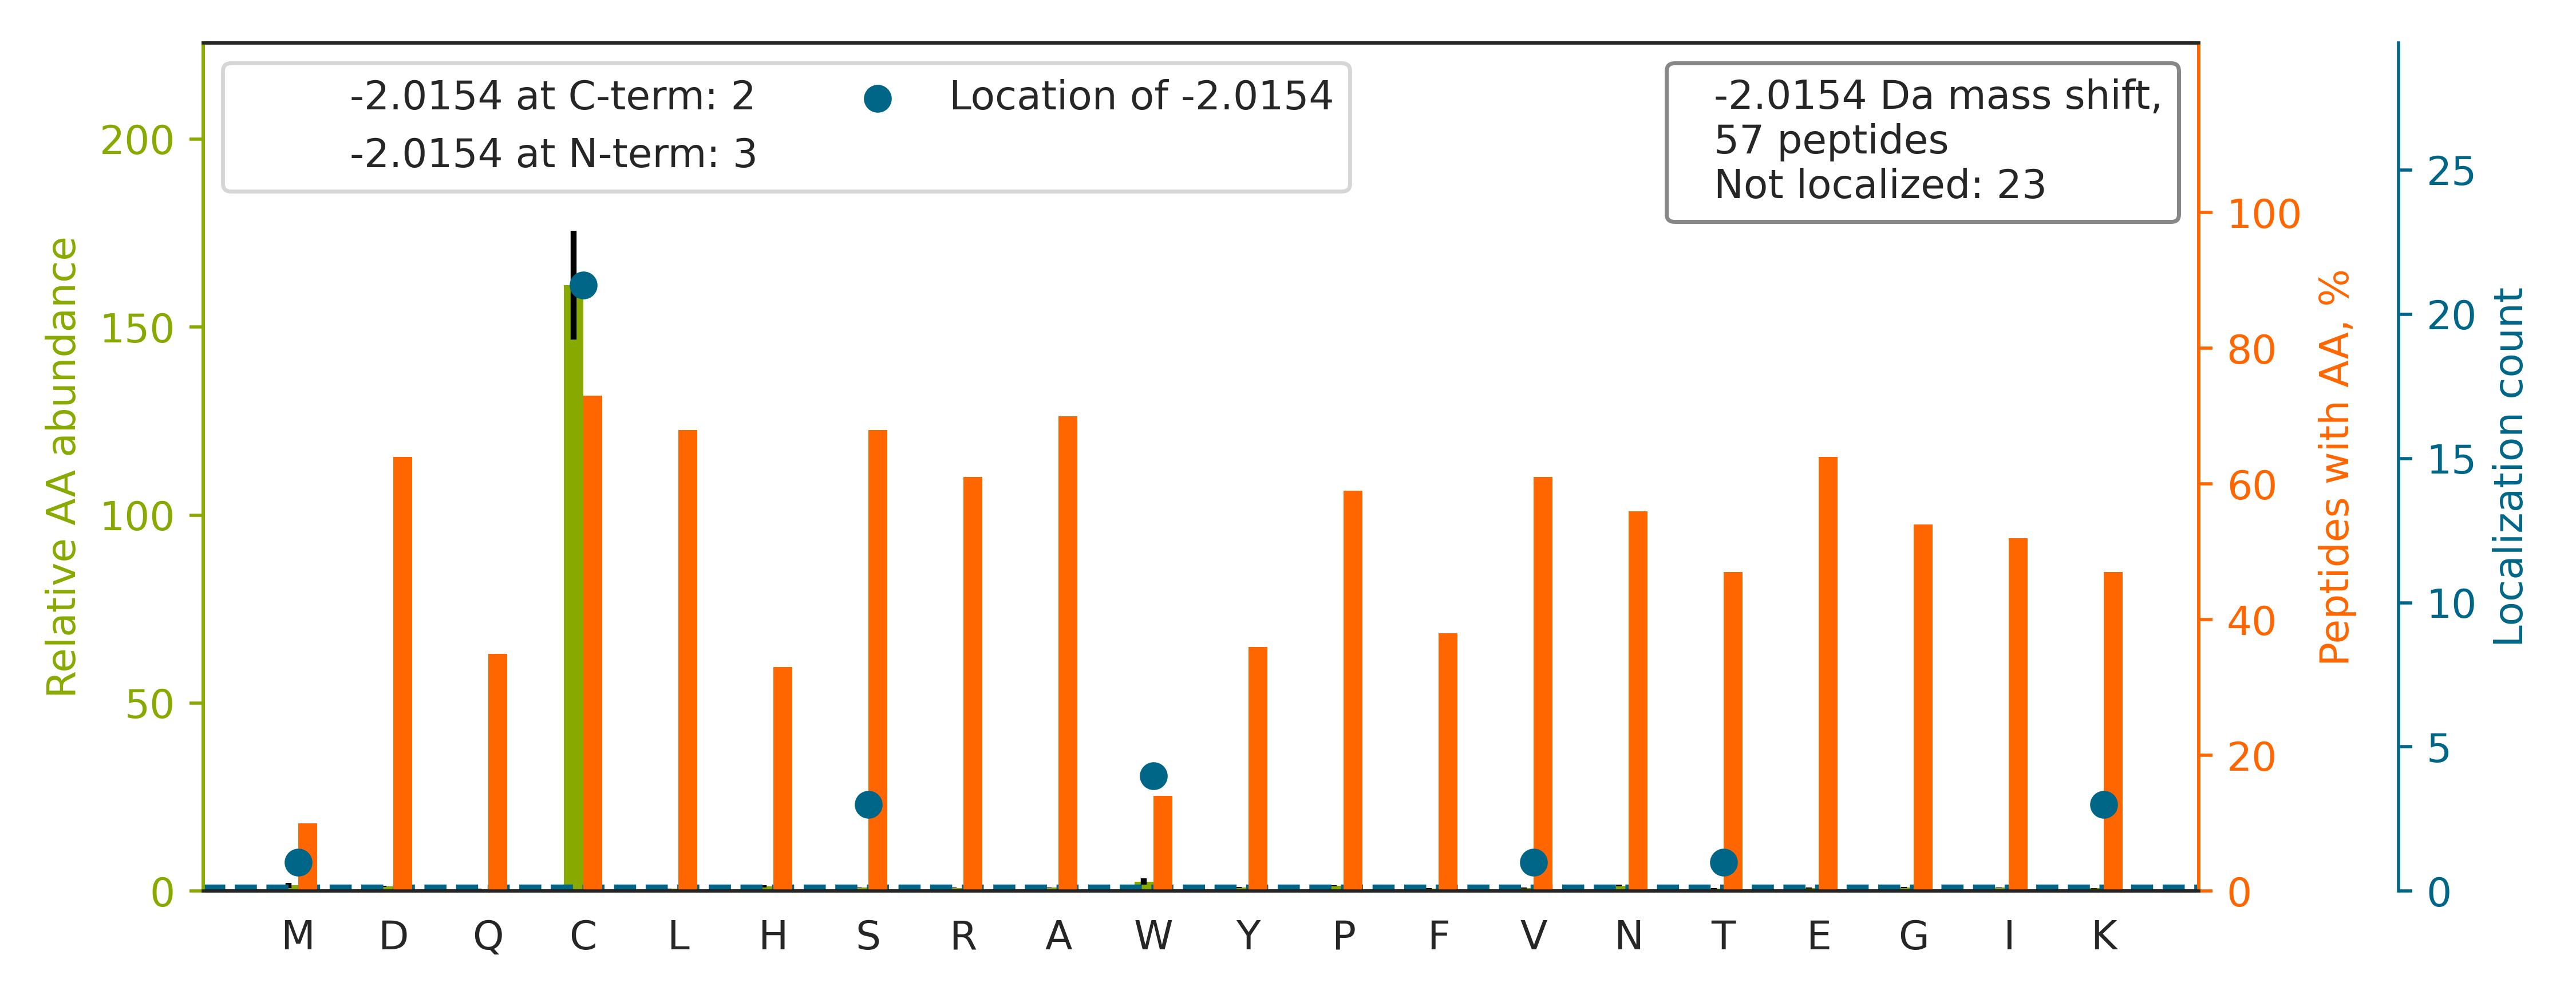 -2.0154 at C-term: 2
-2.0154 at N-term: 3
Location of -2.0154
-2.0154 Da mass shift,
57 peptides
Not localized: 23
Relative AA abundance
200
150
100
50
0
Peptides with AA, %
100
80
60
40
20
0
Localization count
25
20
15
10
5
0
M D Q C L H S R A W Y P F V N T E G I K